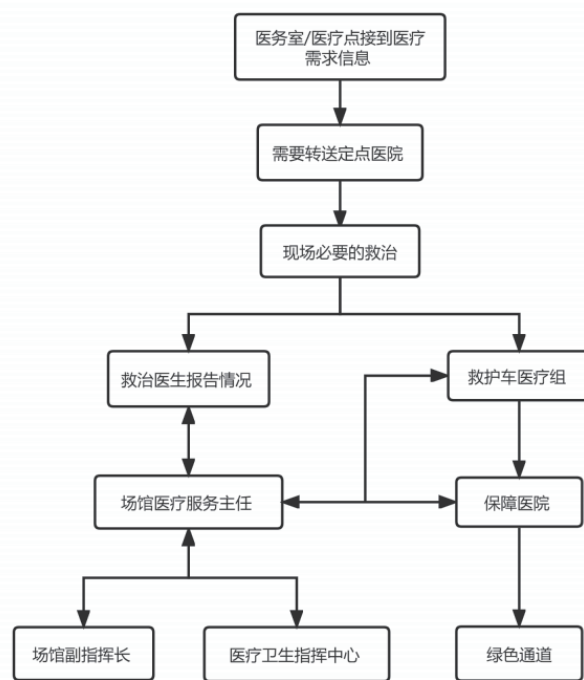 医务室/医疗点接到医疗
需求信息
需要转送定点医院
现场必要的救治
救治医生报告情况
救护车医疗组
场馆医疗服务主任
保障医院
场馆副指挥长
医疗卫生指挥中心
绿色通道